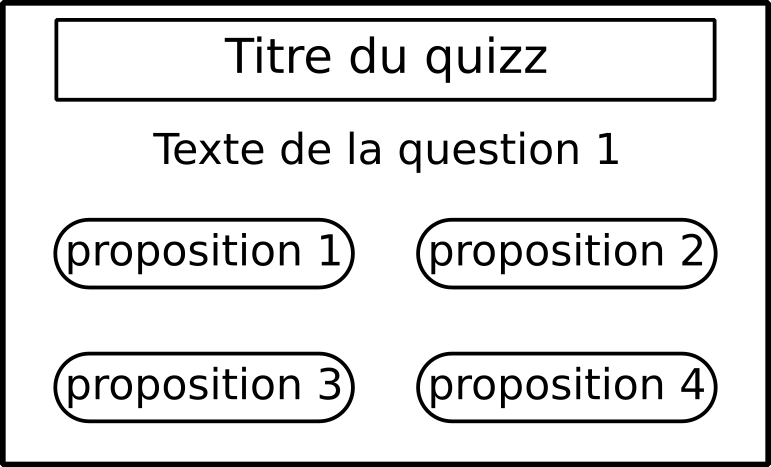 Titre du quizz
Texte de la question 1
proposition 1
proposition 2
proposition 3
proposition 4